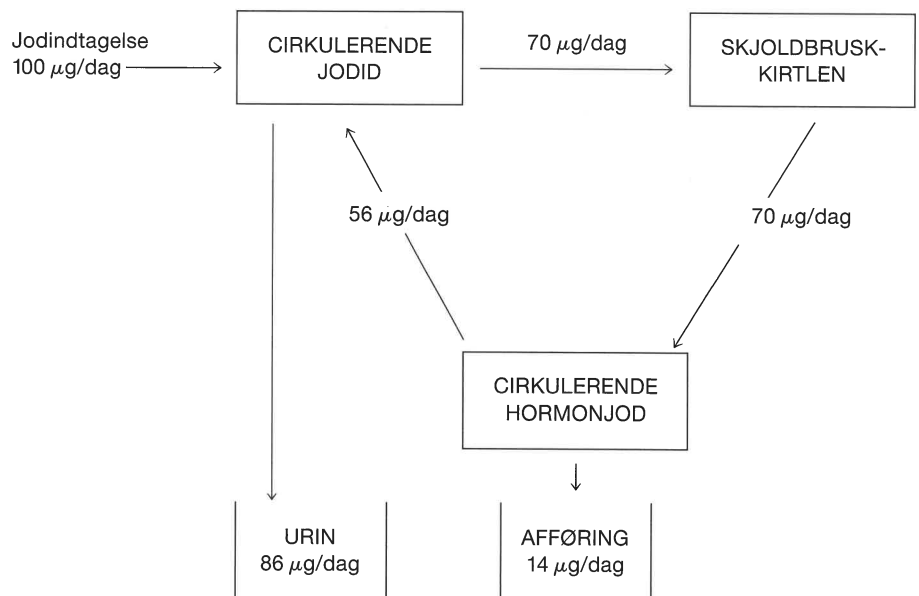 Jodindtagelse
100 µg/dag
CIRKULERENDE
JODID
70 µg/dag
SKJOLDBRUSK-
KIRTLEN
56 µg/dag
70 µg/dag
CIRKULERENDE
HORMONJOD
URIN
86 µg/dag
AFFØRING
14 µg/dag